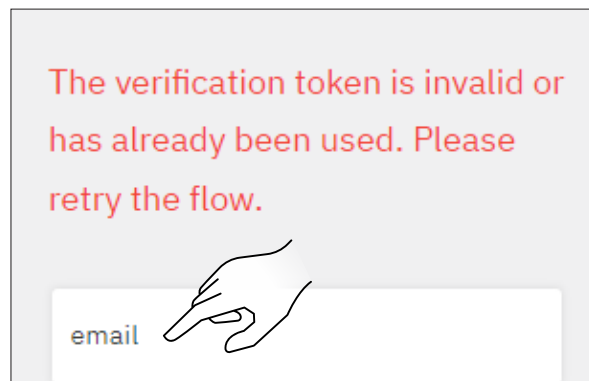 The verification token is invalid or
has already been used. Please
retry the flow.
email